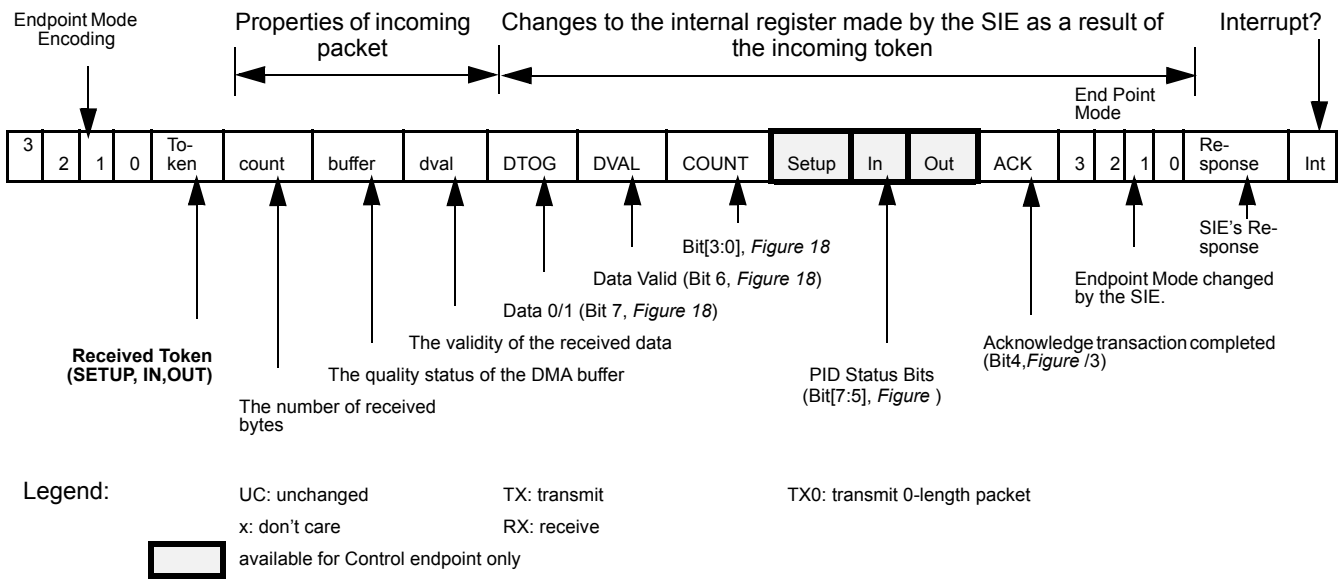 Endpoint Mode
Encoding
Properties of incoming
packet
Changes to the internal register made by the SIE as a result of
the incoming token
Interrupt?
End Point
Mode
3 2 1 0 To-
ken count buffer dval DTOG DVAL COUNT Setup In Out ACK 3 2 1 0 Re-
sponse Int
Bit[3:0], Figure 18
SIE's Re-
sponse
Data Valid (Bit 6, Figure 18)
Endpoint Mode changed
by the SIE.
Data 0/1 (Bit 7, Figure 18)
The validity of the received data
Acknowledge transaction completed
(Bit4,Figure /3)
Received Token
(SETUP, IN,OUT)
The quality status of the DMA buffer
PID Status Bits
(Bit[7:5], Figure )
The number of received
bytes
Legend:
UC: unchanged TX: transmit TX0: transmit 0-length packet
x: don't care RX: receive
available for Control endpoint only